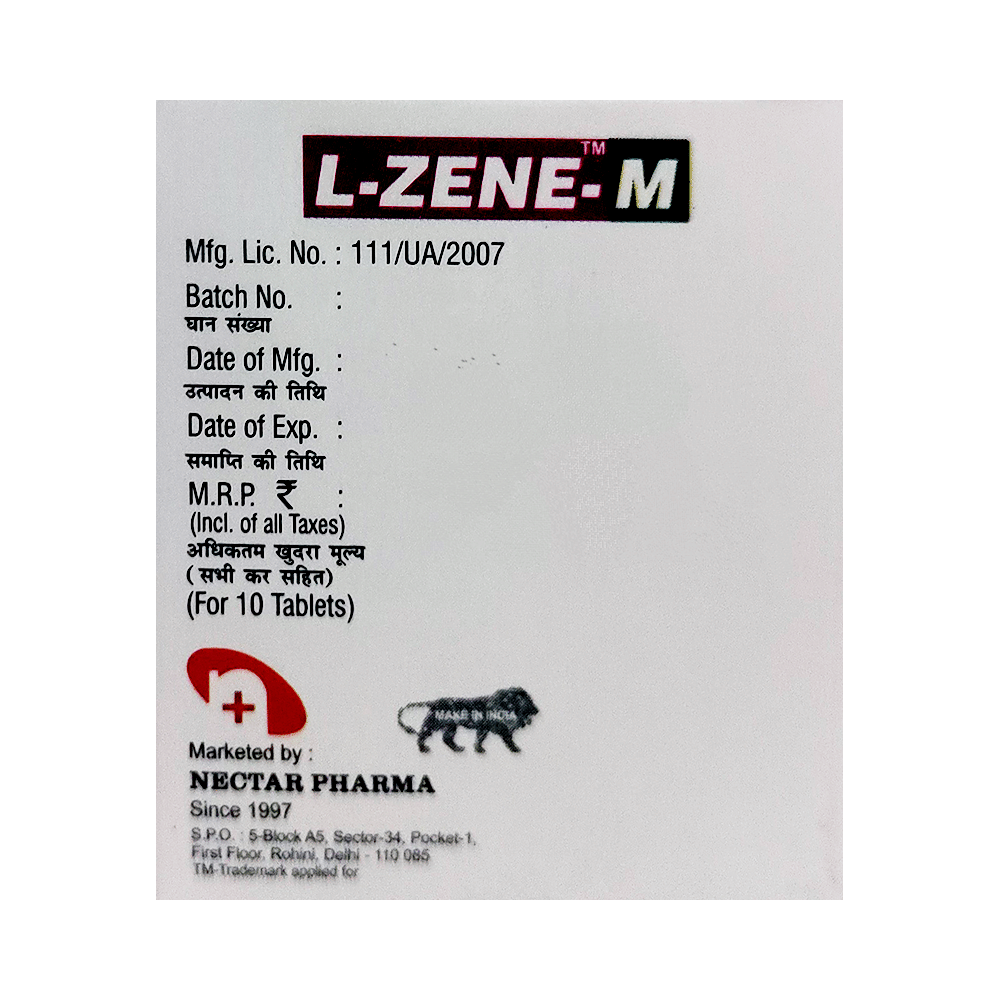 L-ZENE-M™
Mfg. Lic. No. : 111/UA/2007
Batch No. :
घान संख्या
Date of Mfg. :
उत्पादन की तिथि
Date of Exp. :
समाप्ति की तिथि
M.R.P. ₹ :
(Incl. of all Taxes)
अधिकतम खुदरा मूल्य
(सभी कर सहित)
(For 10 Tablets)
n+
MAKE IN INDIA
Marketed by :
NECTAR PHARMA
Since 1997
S.P.O. : 5-Block A5, Sector-34, Pocket-1,
First Floor, Rohini, Delhi - 110 085
TM-Trademark applied for